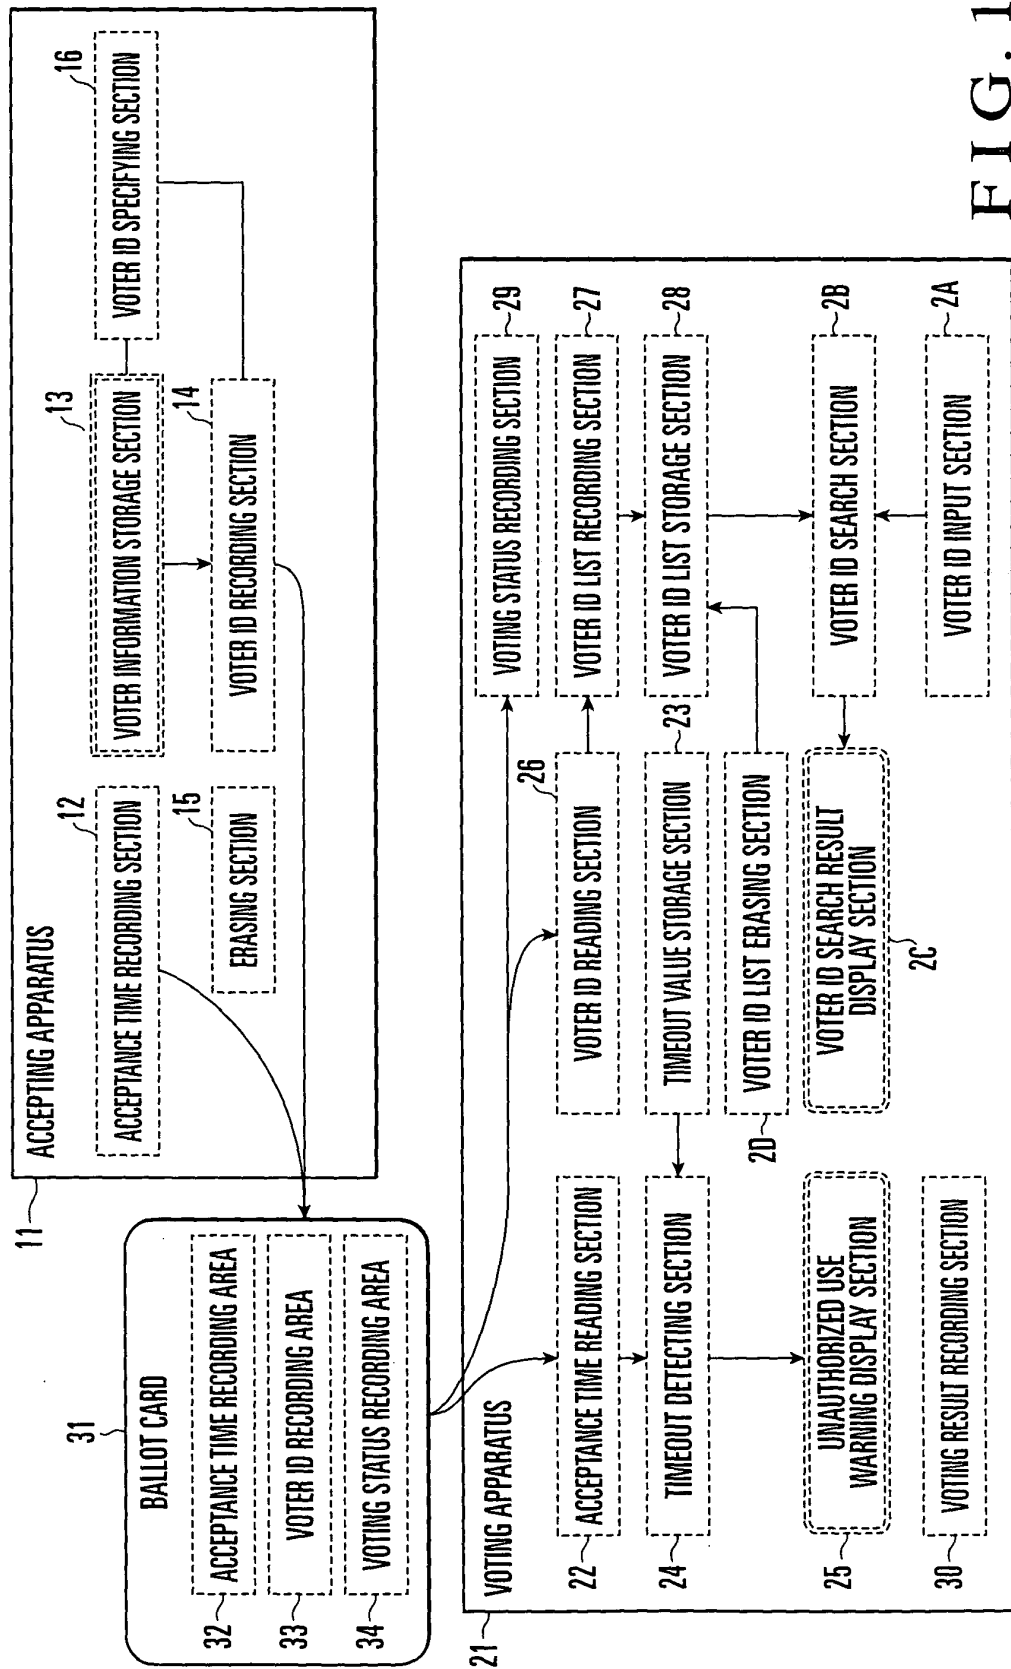 ACCEPTING APPARATUS
11
12
ACCEPTANCE TIME RECORDING SECTION
13
VOTER INFORMATION STORAGE SECTION
16
VOTER ID SPECIFYING SECTION
15
ERASING SECTION
14
VOTER ID RECORDING SECTION
31
BALLOT CARD
32
ACCEPTANCE TIME RECORDING AREA
33
VOTER ID RECORDING AREA
34
VOTING STATUS RECORDING AREA
21
VOTING APPARATUS
VOTING STATUS RECORDING SECTION
29
22
ACCEPTANCE TIME READING SECTION
26
VOTER ID READING SECTION
VOTER ID LIST RECORDING SECTION
27
24
TIMEOUT DETECTING SECTION
TIMEOUT VALUE STORAGE SECTION
23
VOTER ID LIST STORAGE SECTION
28
2D
VOTER ID LIST ERASING SECTION
25
UNAUTHORIZED USE
WARNING DISPLAY SECTION
VOTER ID SEARCH RESULT
DISPLAY SECTION
2C
VOTER ID SEARCH SECTION
2B
30
VOTING RESULT RECORDING SECTION
VOTER ID INPUT SECTION
2A
FIG. 1